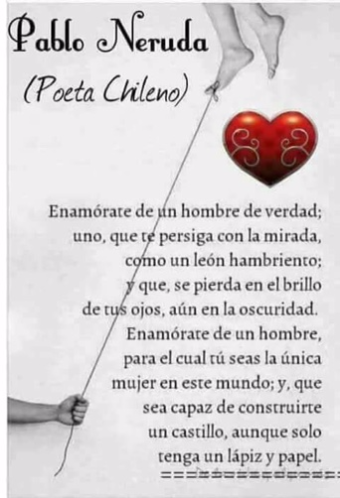 Pablo Neruda
(Poeta Chileno)
Enamórate de un hombre de verdad;
uno, que te persiga con la mirada,
como un león hambriento;
y que, se pierda en el brillo
de tus ojos, aún en la oscuridad.
Enamórate de un hombre,
para el cual tú seas la única
mujer en este mundo; y, que
sea capaz de construirte
un castillo, aunque solo
tenga un lápiz y papel.